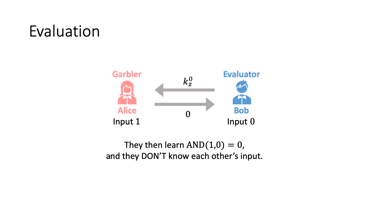 Evaluation
Garbler
$k_z^0$
Evaluator
Alice
0
Bob
Input 1
Input 0
They then learn AND(1,0) = 0,
and they DON'T know each other's input.